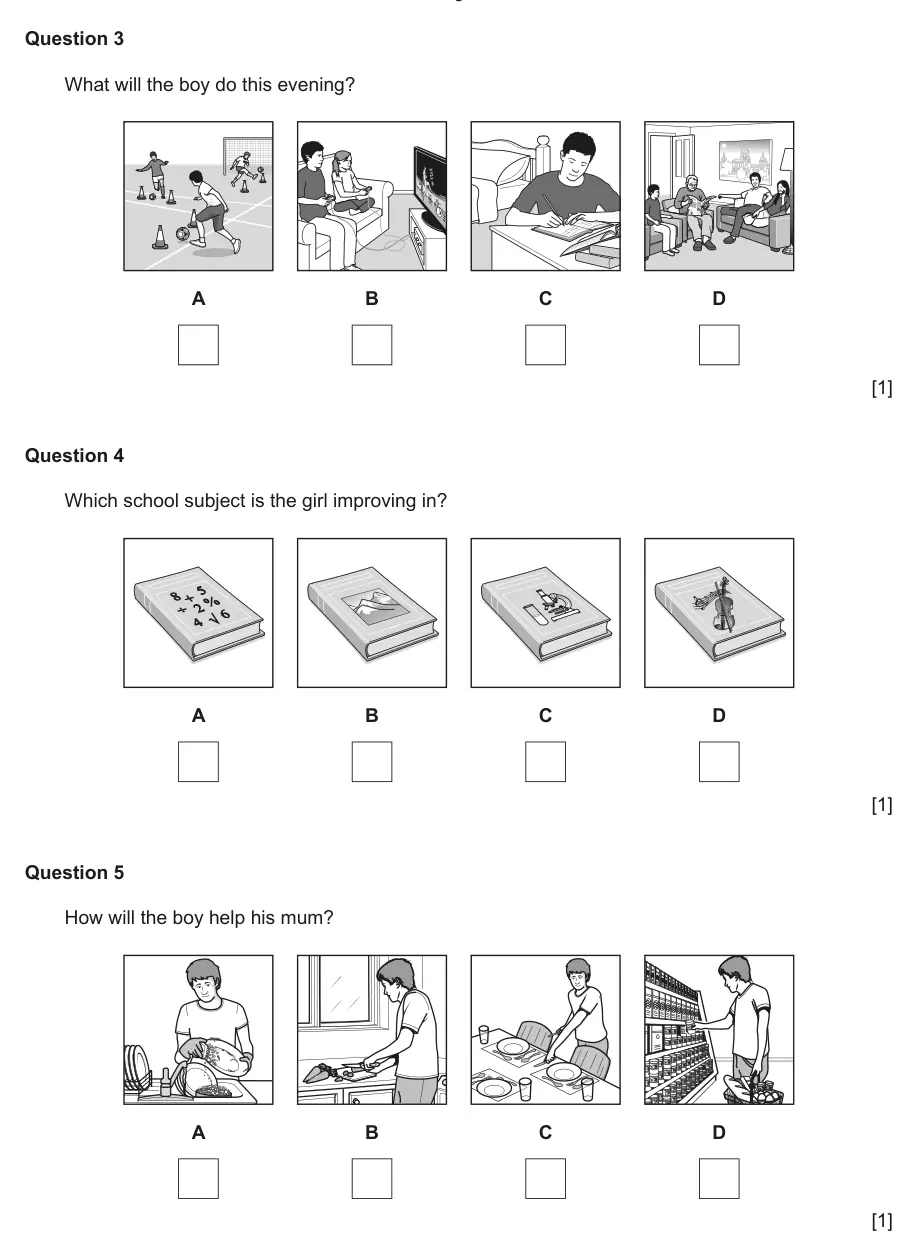 Question 3
What will the boy do this evening?
A B C D
[1]
Question 4
Which school subject is the girl improving in?
8 + 5
÷ 2 %
4 √6
A B C D
[1]
Question 5
How will the boy help his mum?
A B C D
[1]